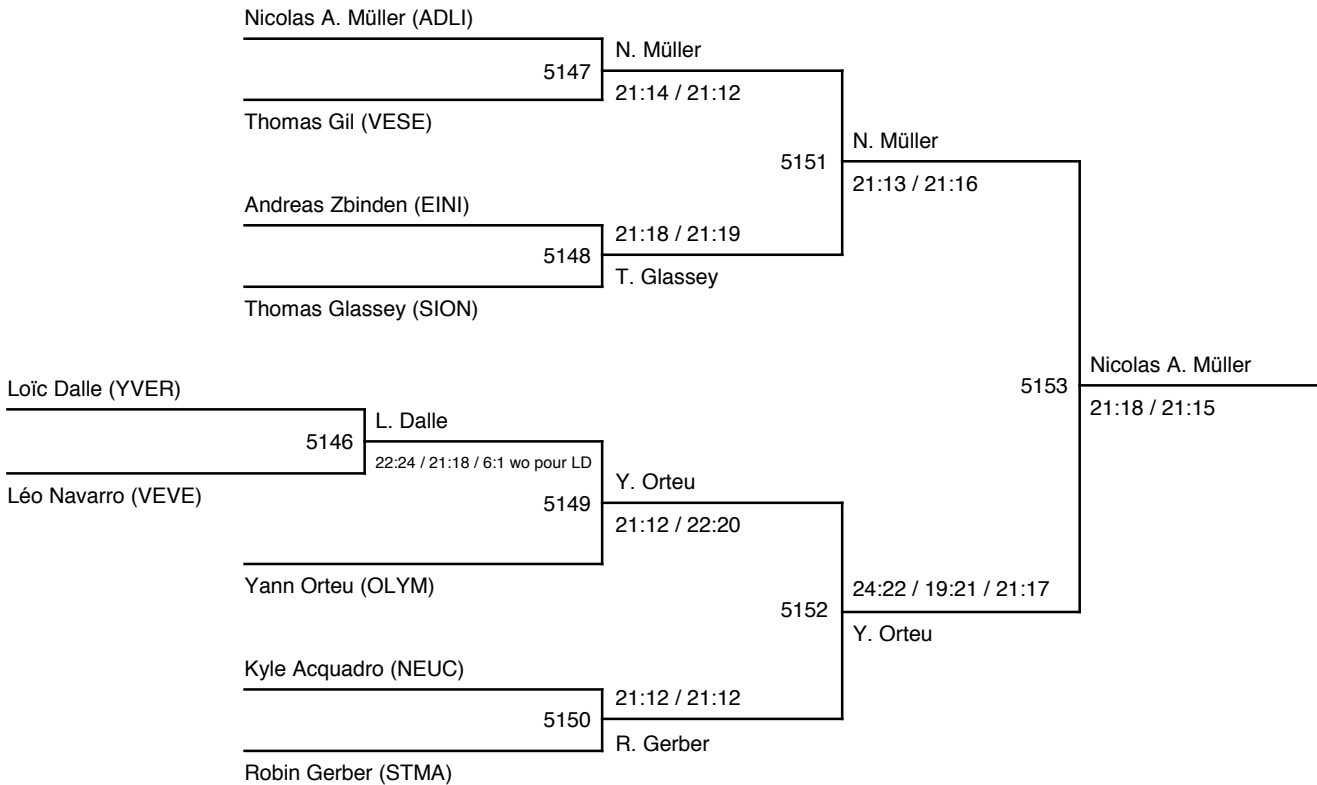 Nicolas A. Müller (ADLI)
N. Müller
5147
21:14 / 21:12
Thomas Gil (VESE)
N. Müller
5151
21:13 / 21:16
Andreas Zbinden (EINI)
21:18 / 21:19
5148
T. Glassey
Thomas Glassey (SION)
Nicolas A. Müller
5153
Loïc Dalle (YVER)
21:18 / 21:15
L. Dalle
5146
22:24 / 21:18 / 6:1 wo pour LD
Y. Orteu
Léo Navarro (VEVE)
5149
21:12 / 22:20
Yann Orteu (OLYM)
24:22 / 19:21 / 21:17
5152
Y. Orteu
Kyle Acquadro (NEUC)
21:12 / 21:12
5150
R. Gerber
Robin Gerber (STMA)